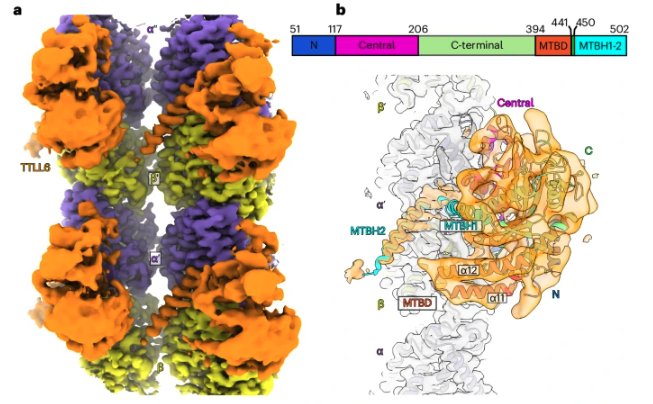 a
α''
TTLL6
β'
α'
β
b
51 117 206 394 441 450 502
N Central C-terminal MTBD MTBH1-2
Central
β'
C
α'
MTBH2
MTBH1
α12
α11
N
β
MTBD
α